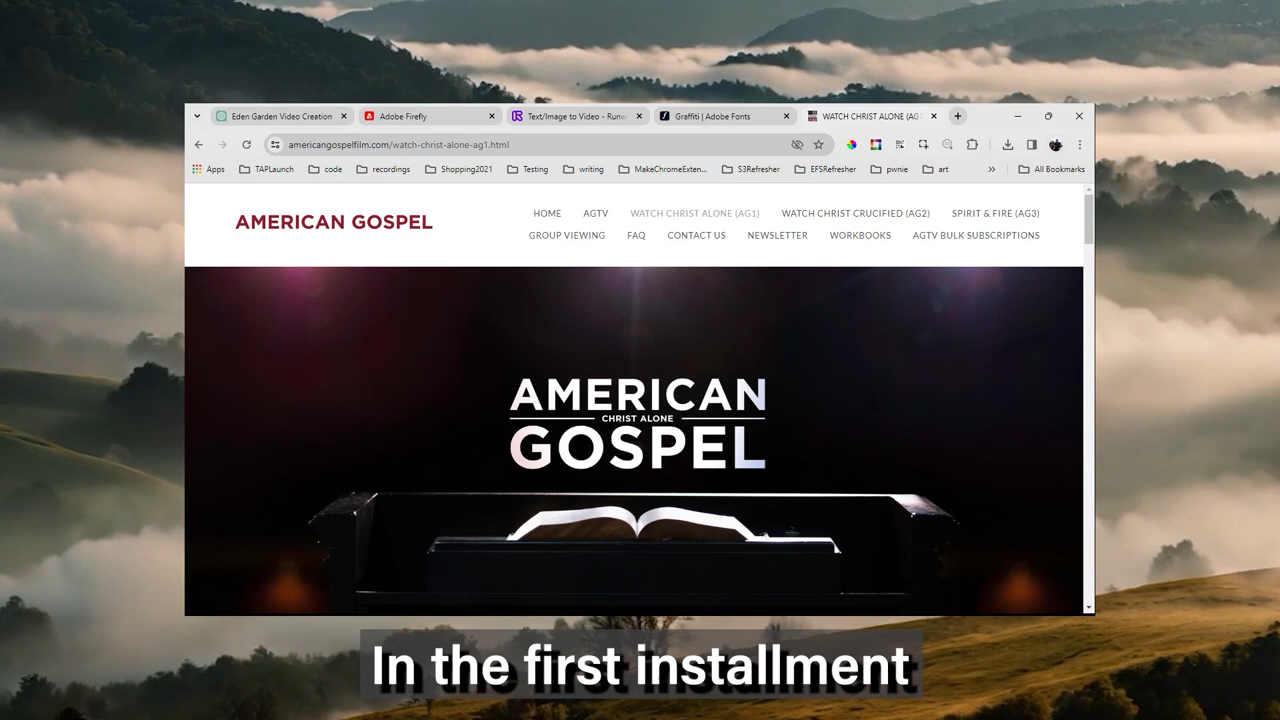 Eden Garden Video Creation
Adobe Firefly
Text/Image to Video - Runw
Graffiti | Adobe Fonts
WATCH CHRIST ALONE (AG1
americangospelfilm.com/watch-christ-alone-ag1.html
Apps
TAPLaunch
code
recordings
Shopping2021
Testing
writing
MakeChromeExten...
S3Refresher
EFSRefresher
pwnie
art
All Bookmarks
AMERICAN GOSPEL
HOME
AGTV
WATCH CHRIST ALONE (AG1)
WATCH CHRIST CRUCIFIED (AG2)
SPIRIT & FIRE (AG3)
GROUP VIEWING
FAQ
CONTACT US
NEWSLETTER
WORKBOOKS
AGTV BULK SUBSCRIPTIONS
AMERICAN
CHRIST ALONE
GOSPEL
In the first installment